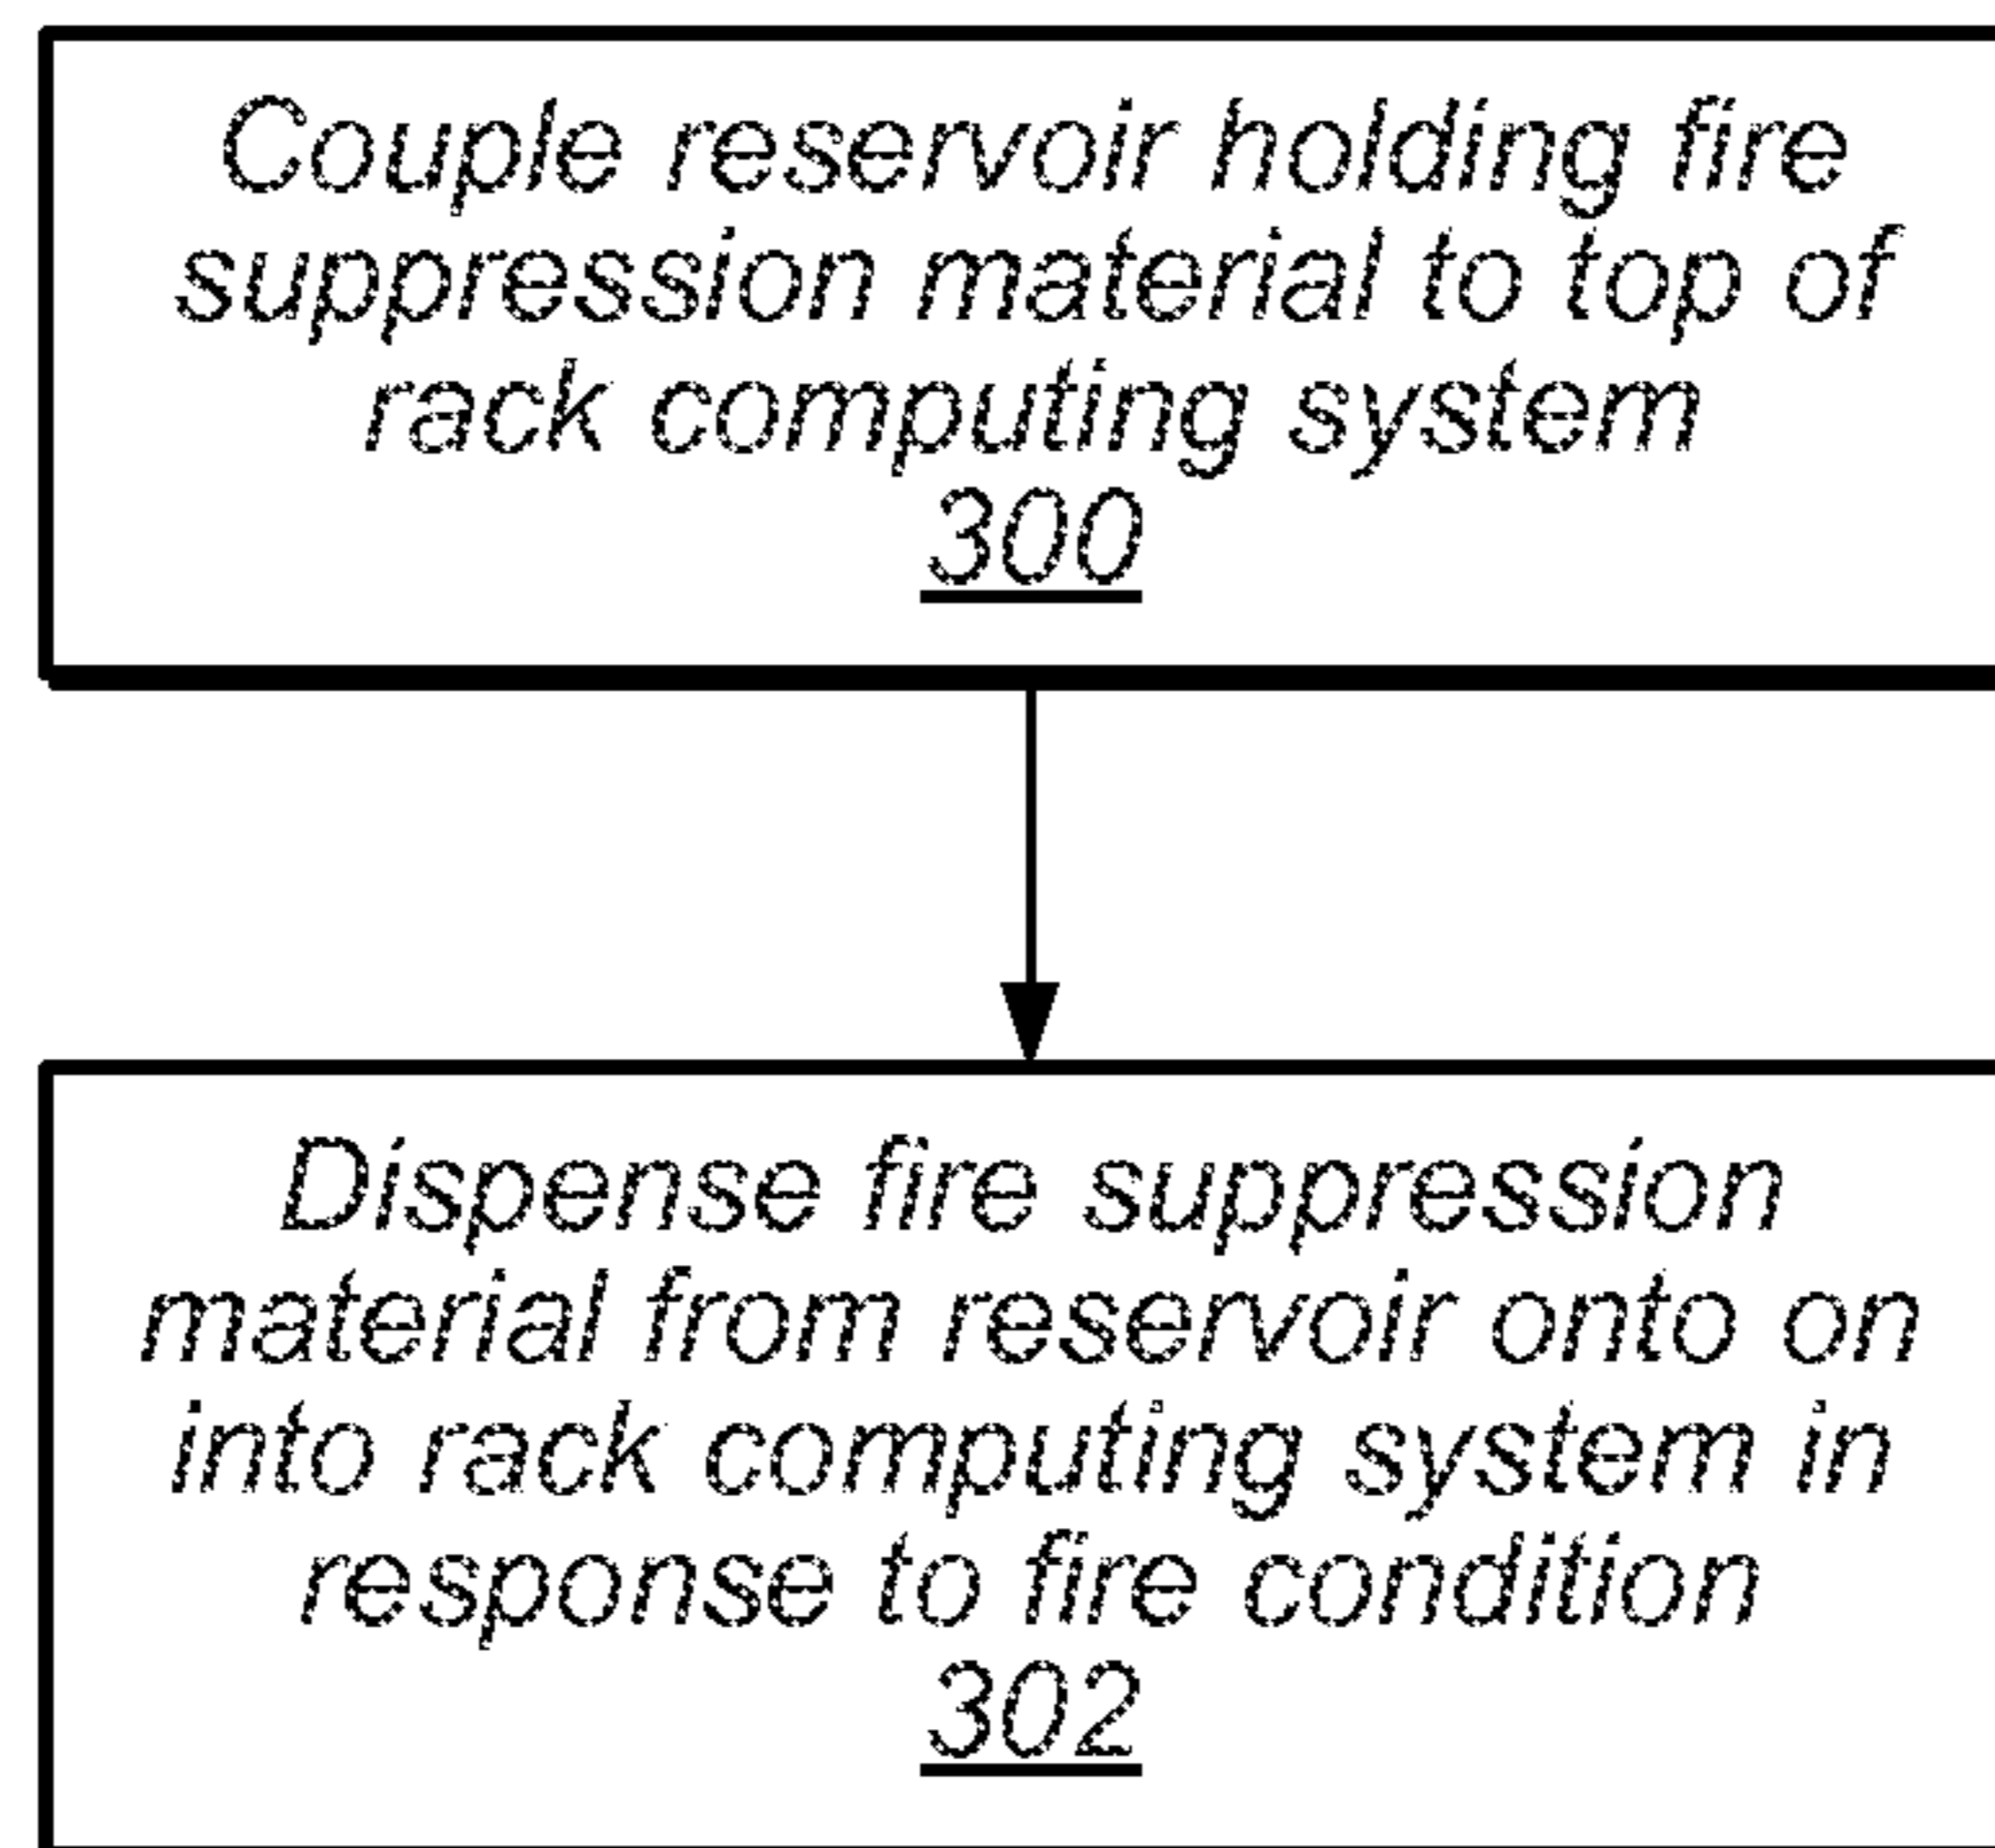 Couple reservoir holding fire
suppression material to top of
rack computing system
300
Dispense fire suppression
material from reservoir onto on
into rack computing system in
response to fire condition
302